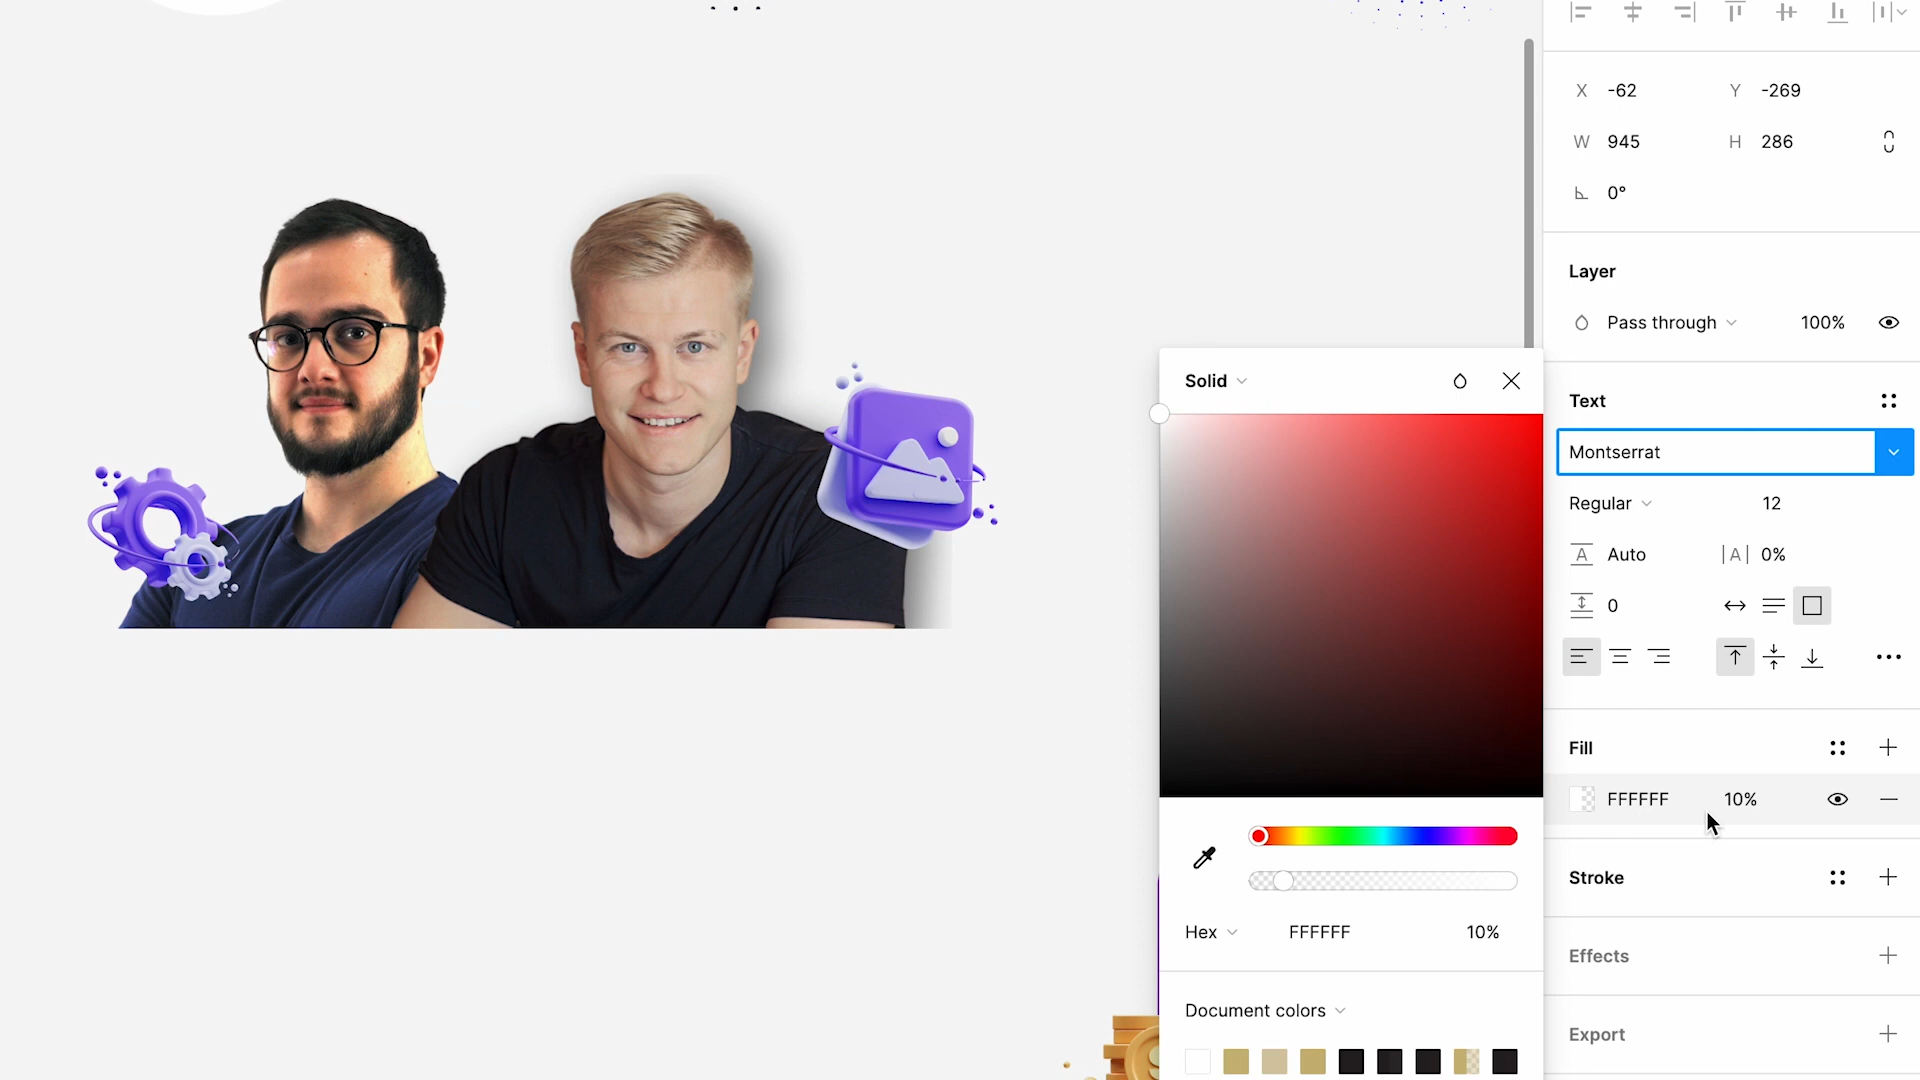 X -62 Y -269
W 945 H 286
0°
Layer
Pass through 100%
Text
Montserrat
Regular 12
A Auto |A| 0%
0
Fill
FFFFFF 10%
Stroke
Effects
Export
Solid
Hex FFFFFF 10%
Document colors